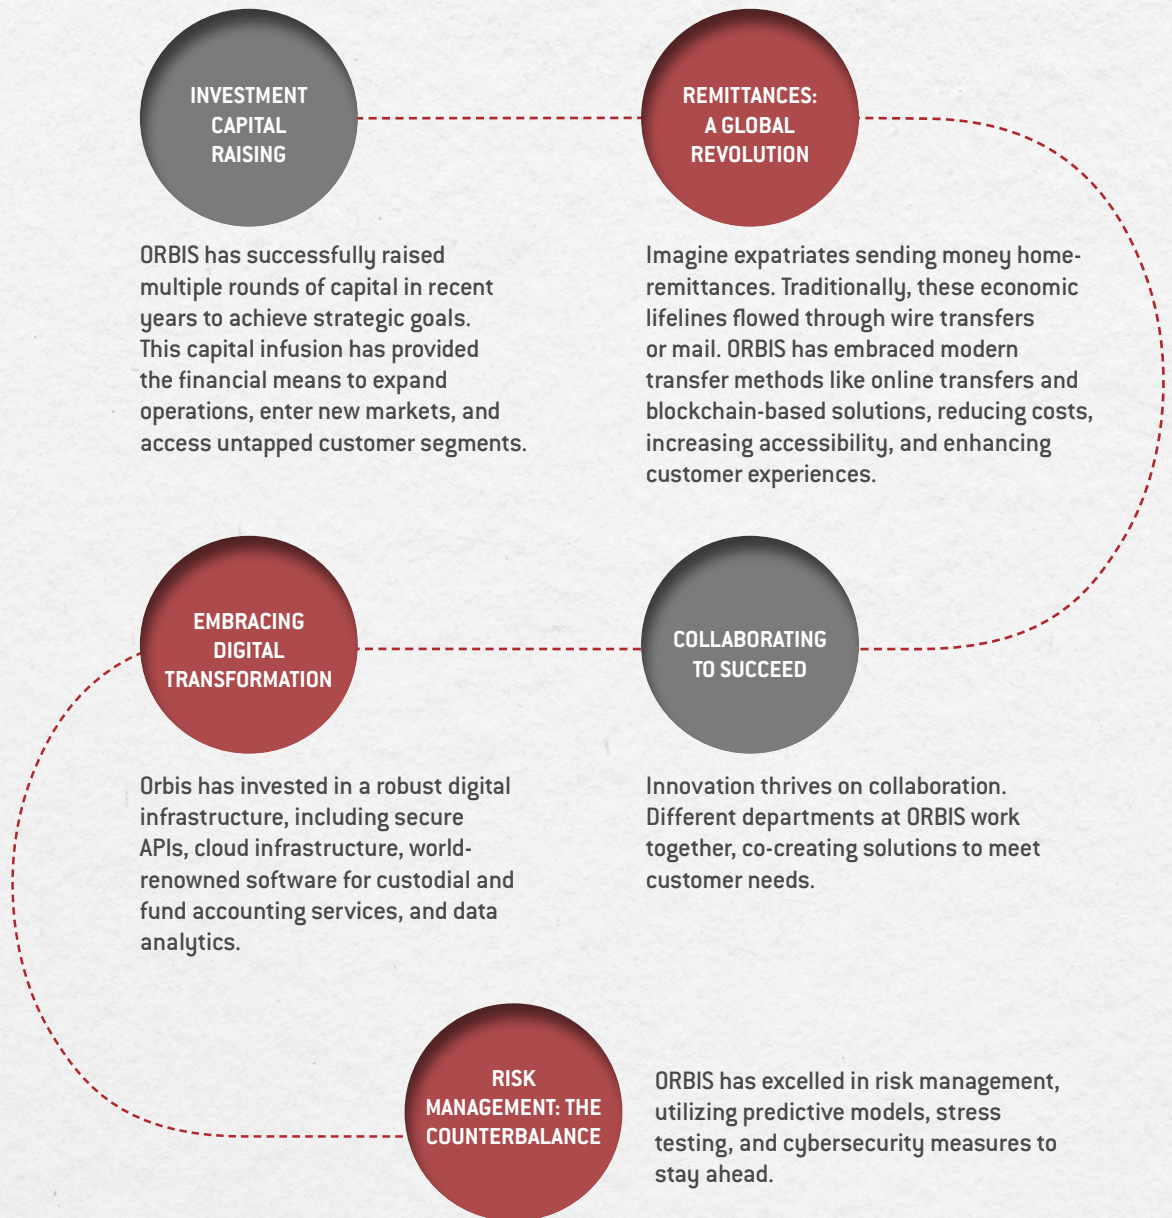 INVESTMENT
CAPITAL
RAISING
ORBIS has successfully raised
multiple rounds of capital in recent
years to achieve strategic goals.
This capital infusion has provided
the financial means to expand
operations, enter new markets, and
access untapped customer segments.
REMITTANCES:
A GLOBAL
REVOLUTION
Imagine expatriates sending money home-
remittances. Traditionally, these economic
lifelines flowed through wire transfers
or mail. ORBIS has embraced modern
transfer methods like online transfers and
blockchain-based solutions, reducing costs,
increasing accessibility, and enhancing
customer experiences.
COLLABORATING
TO SUCCEED
Innovation thrives on collaboration.
Different departments at ORBIS work
together, co-creating solutions to meet
customer needs.
EMBRACING
DIGITAL
TRANSFORMATION
Orbis has invested in a robust digital
infrastructure, including secure
APIs, cloud infrastructure, world-
renowned software for custodial and
fund accounting services, and data
analytics.
RISK
MANAGEMENT: THE
COUNTERBALANCE
ORBIS has excelled in risk management,
utilizing predictive models, stress
testing, and cybersecurity measures to
stay ahead.